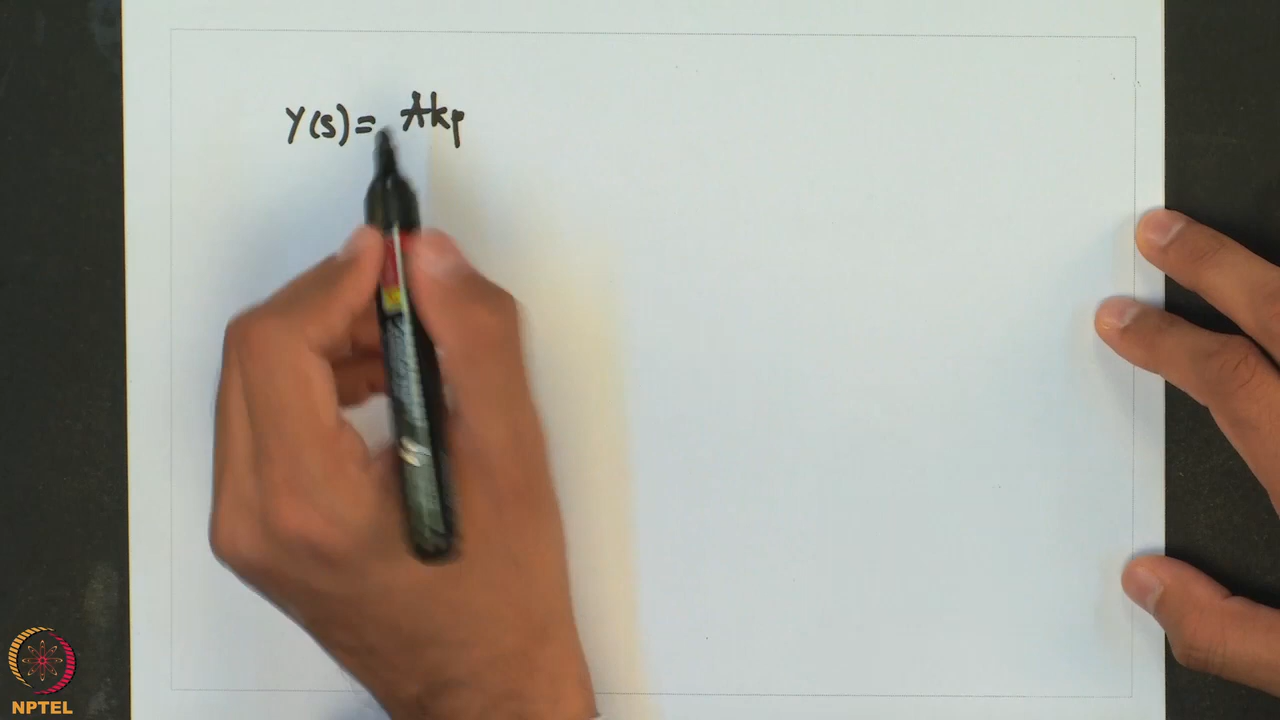 Y(s) = Akp
NPTEL